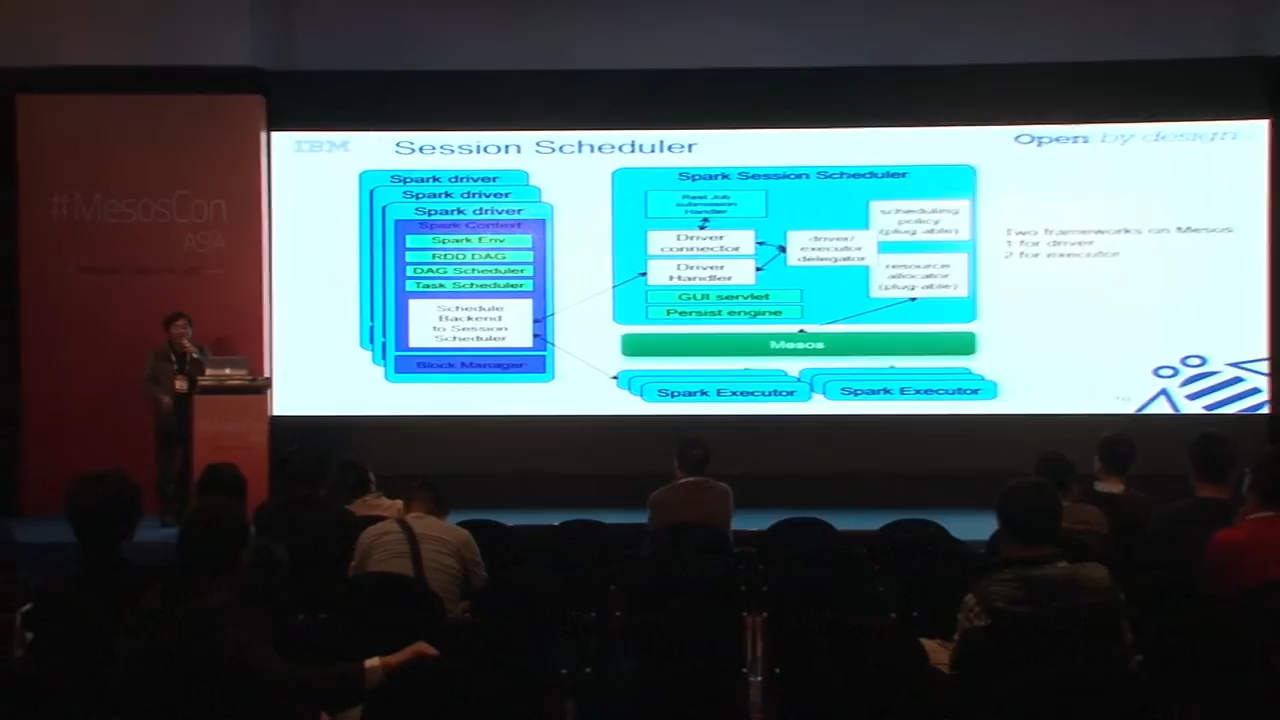 #MesosCon
ASIA
IBM
Session Scheduler
Open by design
Spark driver
Spark driver
Spark driver
Spark Context
Spark Env
RDD DAG
DAG Scheduler
Task Scheduler
Schedule
Backend
to Session
Scheduler
Block Manager
Spark Session Scheduler
Rest Job
submission
Handler
Driver
connector
Driver
Handler
driver/
executor
delegator
scheduling
policy
(plug-able)
resource
allocator
(plug-able)
GUI servlet
Persist engine
Mesos
Spark Executor
Spark Executor
Two frameworks on Mesos
1 for driver
2 for executor